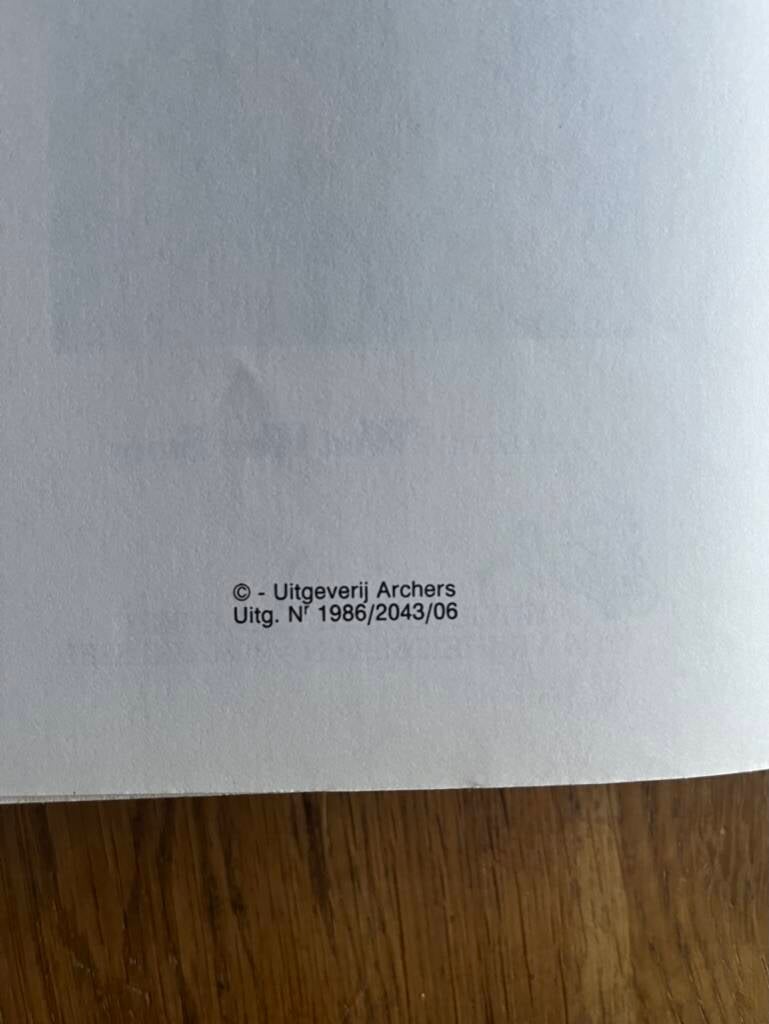 © - Uitgeverij Archers
Uitg. Nʳ 1986/2043/06